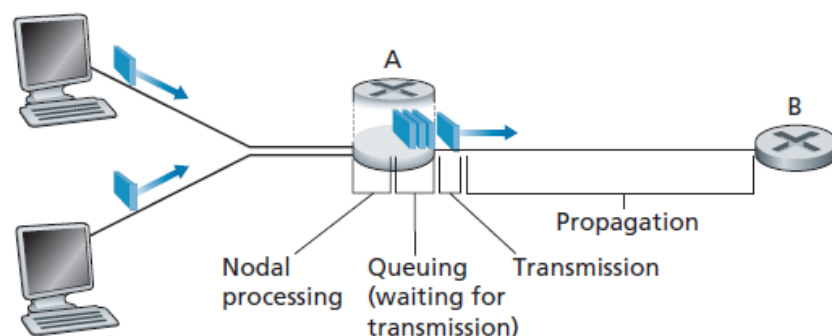 A
B
Propagation
Nodal
processing
Queuing
(waiting for
transmission)
Transmission